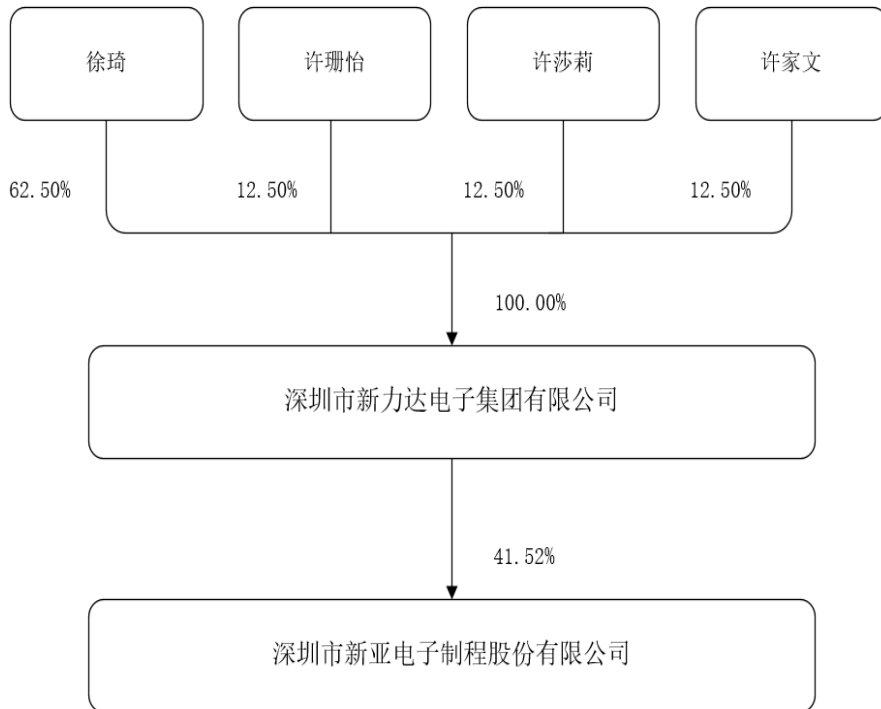 徐琦
许珊怡
许莎莉
许家文
62.50%
12.50%
12.50%
12.50%
100.00%
深圳市新力达电子集团有限公司
41.52%
深圳市新亚电子制程股份有限公司